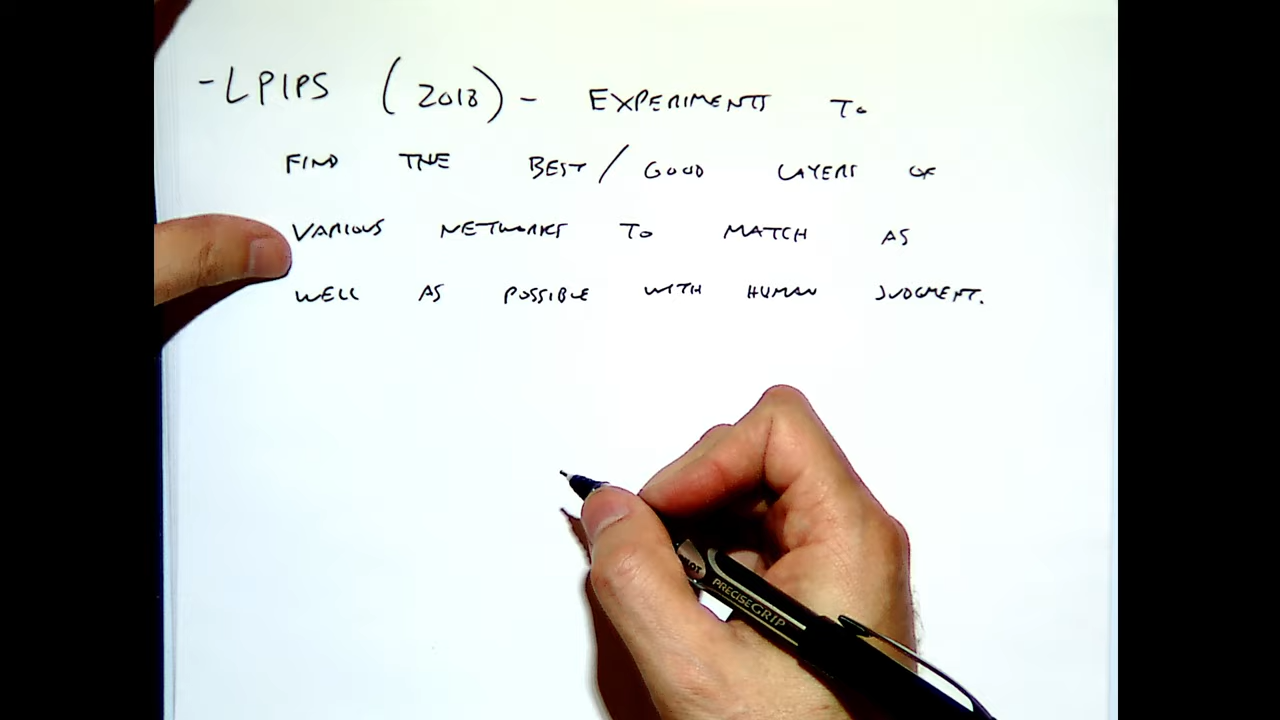 - LPIPS (2018) - EXPERIMENTS TO
FIND THE BEST/GOOD LAYERS OF
VARIOUS NETWORKS TO MATCH AS
WELL AS POSSIBLE WITH HUMAN JUDGMENT.
PRECISEGRIP